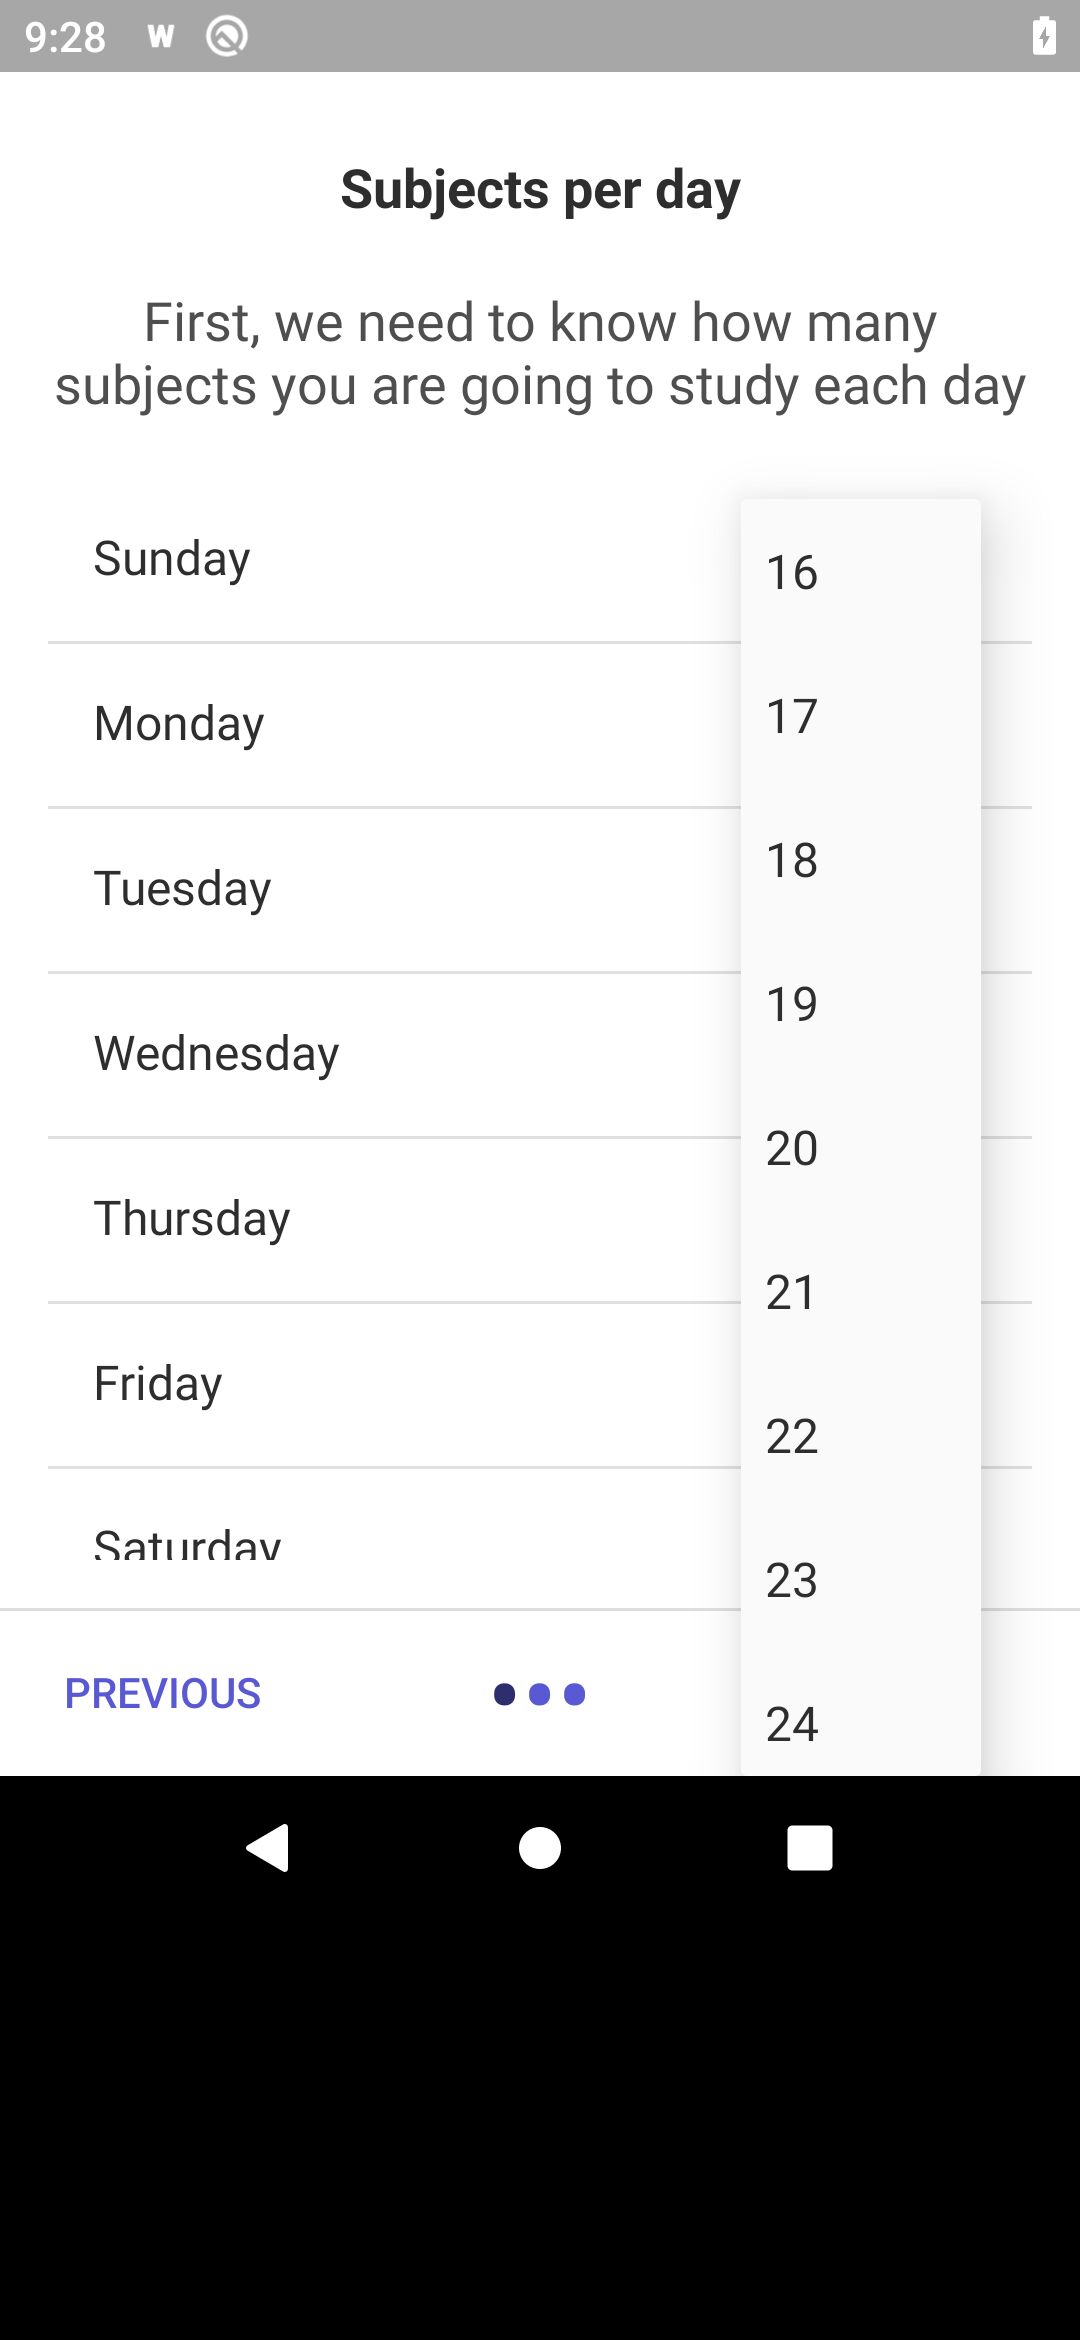 9:28 W
Subjects per day
First, we need to know how many
subjects you are going to study each day
Sunday
Monday
Tuesday
Wednesday
Thursday
Friday
Saturday
16
17
18
19
20
21
22
23
24
PREVIOUS